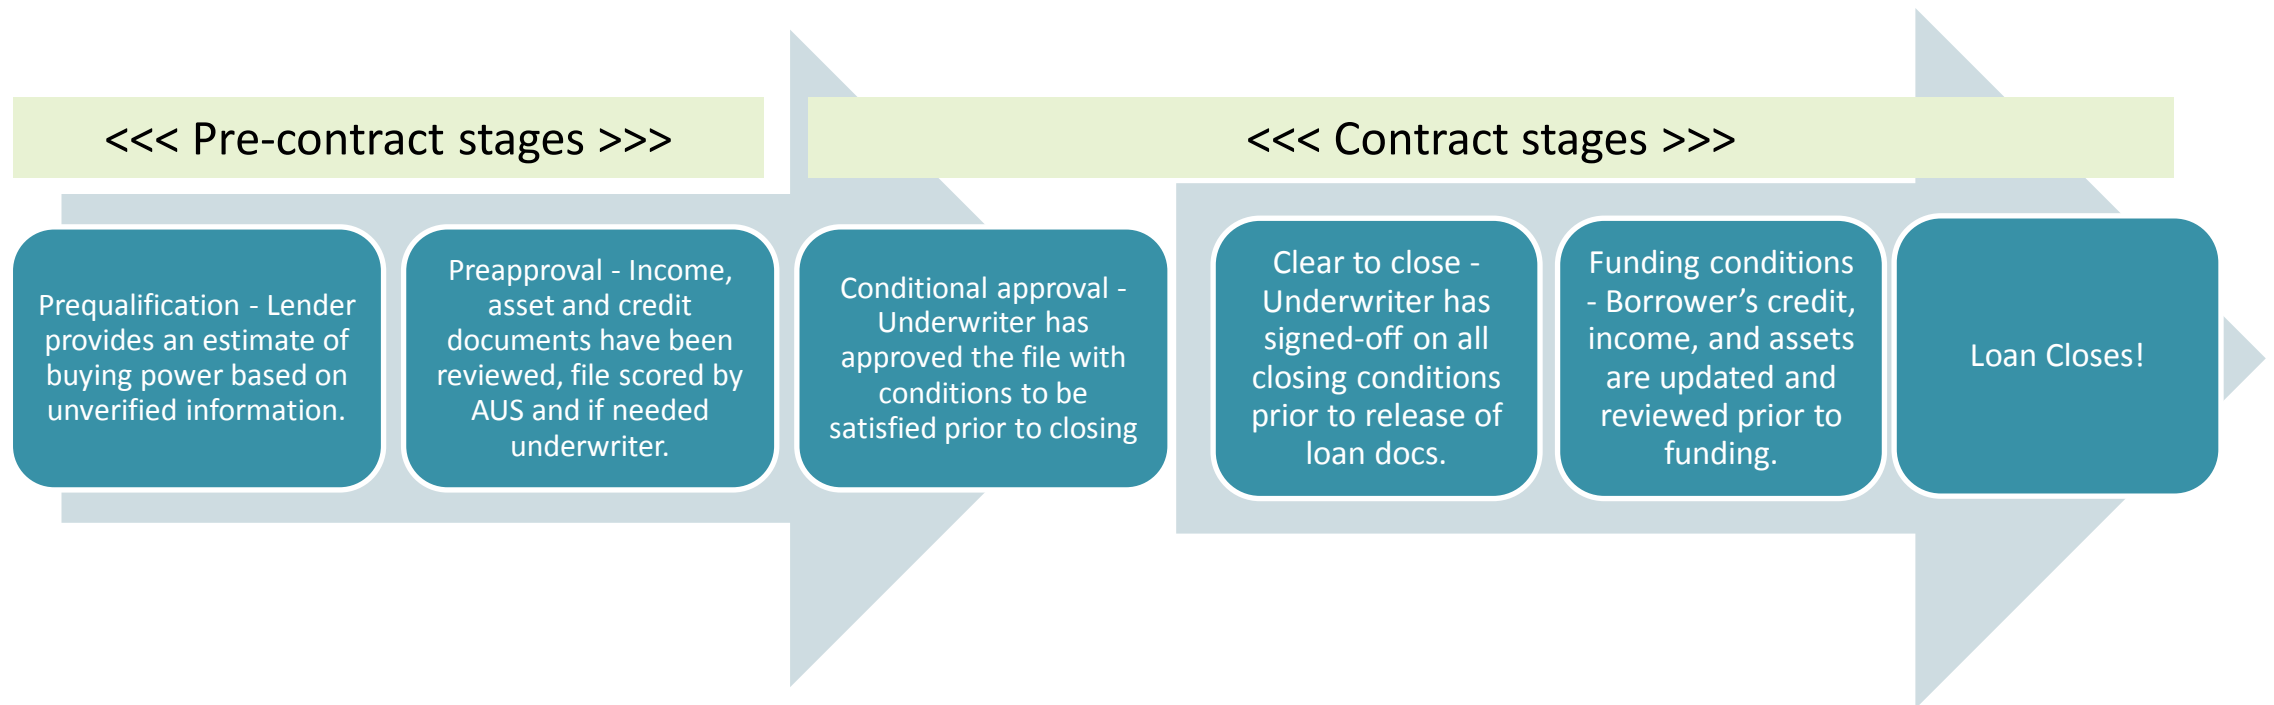 <<< Pre-contract stages >>>
<<< Contract stages >>>
Prequalification - Lender
provides an estimate of
buying power based on
unverified information.
Preapproval - Income,
asset and credit
documents have been
reviewed, file scored by
AUS and if needed
underwriter.
Conditional approval -
Underwriter has
approved the file with
conditions to be
satisfied prior to closing
Clear to close -
Underwriter has
signed-off on all
closing conditions
prior to release of
loan docs.
Funding conditions
- Borrower’s credit,
income, and assets
are updated and
reviewed prior to
funding.
Loan Closes!